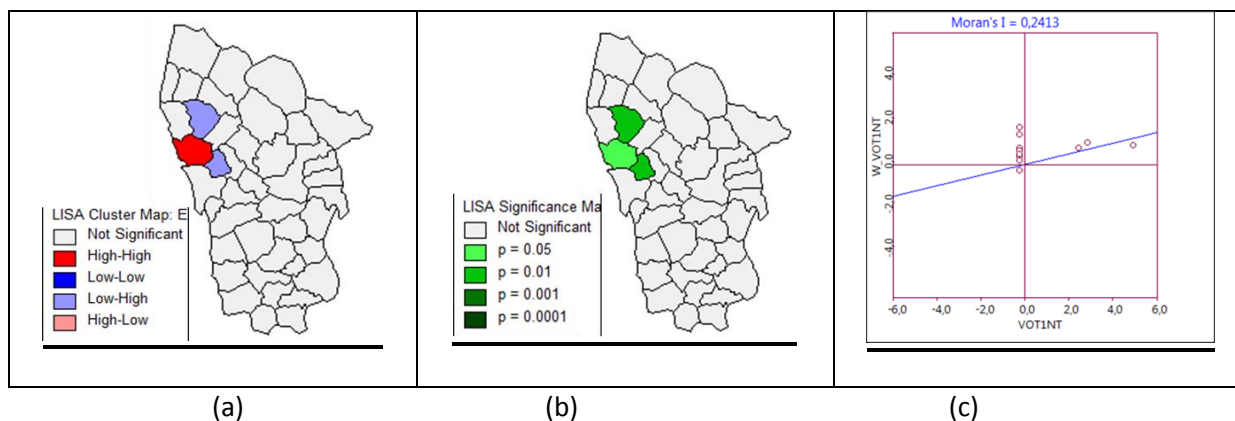 LISA Cluster Map: E
Not Significant
High-High
Low-Low
Low-High
High-Low
LISA Significance Ma
Not Significant
p = 0.05
p = 0.01
p = 0.001
p = 0.0001
Moran's I = 0,2413
W_VOT1NT
4,0
2,0
0,0
-2,0
-4,0
-6,0 -4,0 -2,0 0,0 2,0 4,0 6,0
VOT1NT
(a) (b) (c)